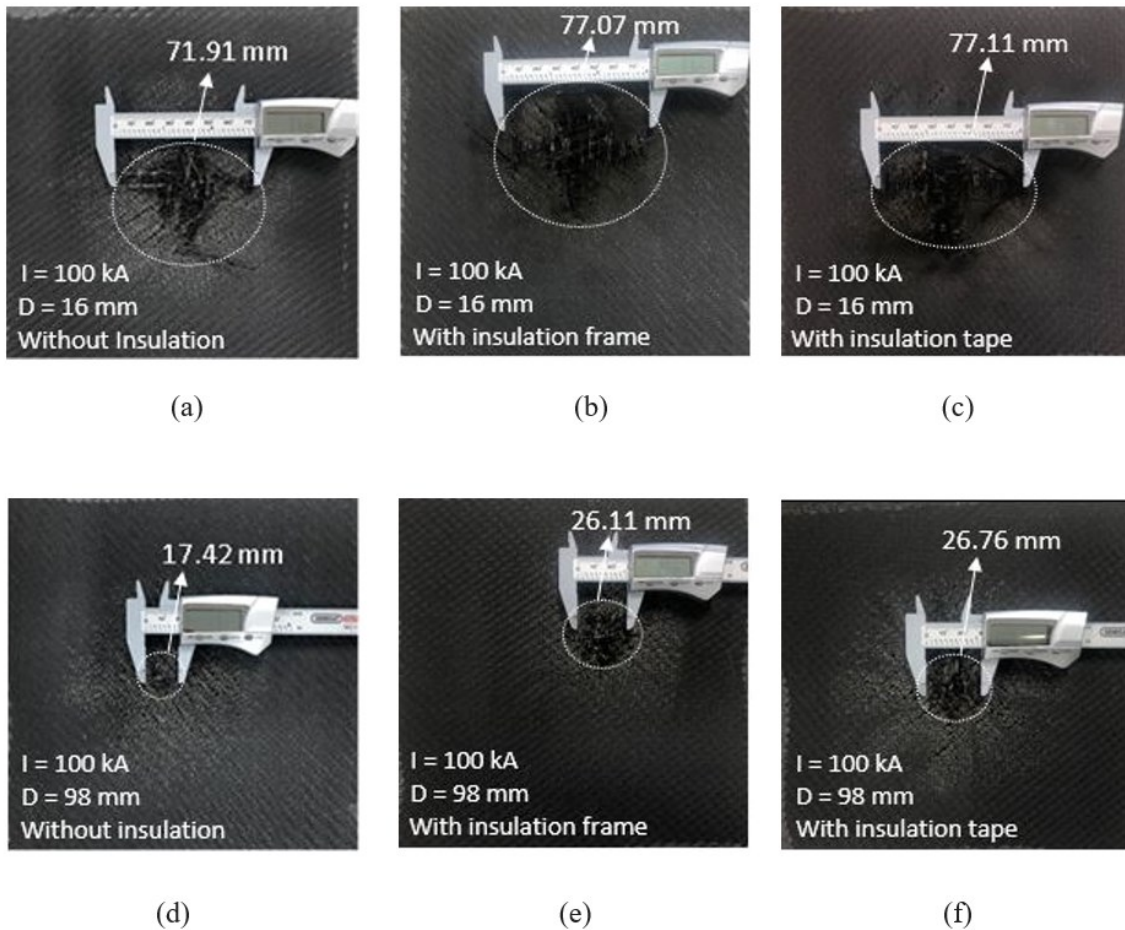 71.91 mm
I = 100 kA
D = 16 mm
Without Insulation
(a)
77.07 mm
I = 100 kA
D = 16 mm
With insulation frame
(b)
77.11 mm
I = 100 kA
D = 16 mm
With insulation tape
(c)
17.42 mm
I = 100 kA
D = 98 mm
Without insulation
(d)
26.11 mm
I = 100 kA
D = 98 mm
With insulation frame
(e)
26.76 mm
I = 100 kA
D = 98 mm
With insulation tape
(f)